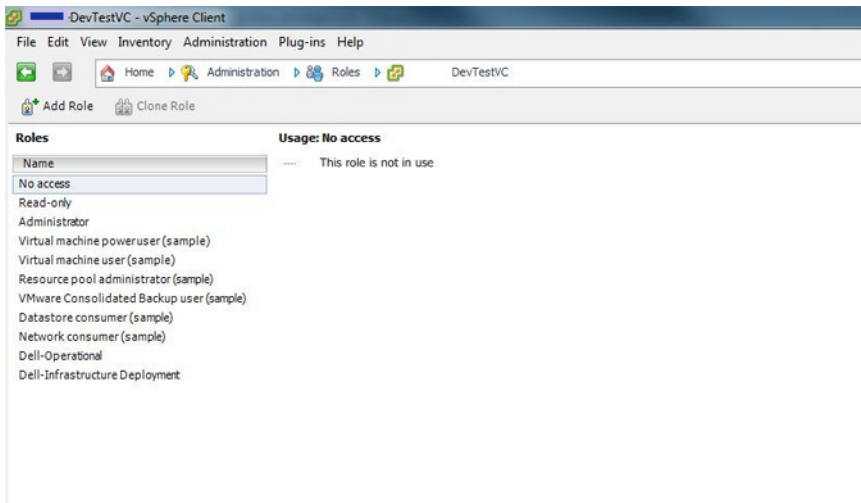 -DevTestVC - vSphere Client
File Edit View Inventory Administration Plug-ins Help
Home Administration Roles DevTestVC
Add Role Clone Role
Roles
Name
No access
Read-only
Administrator
Virtual machine poweruser (sample)
Virtual machine user (sample)
Resource pool administrator (sample)
VMware Consolidated Backup user (sample)
Datastore consumer (sample)
Network consumer (sample)
Dell-Operational
Dell-Infrastructure Deployment
Usage: No access
This role is not in use